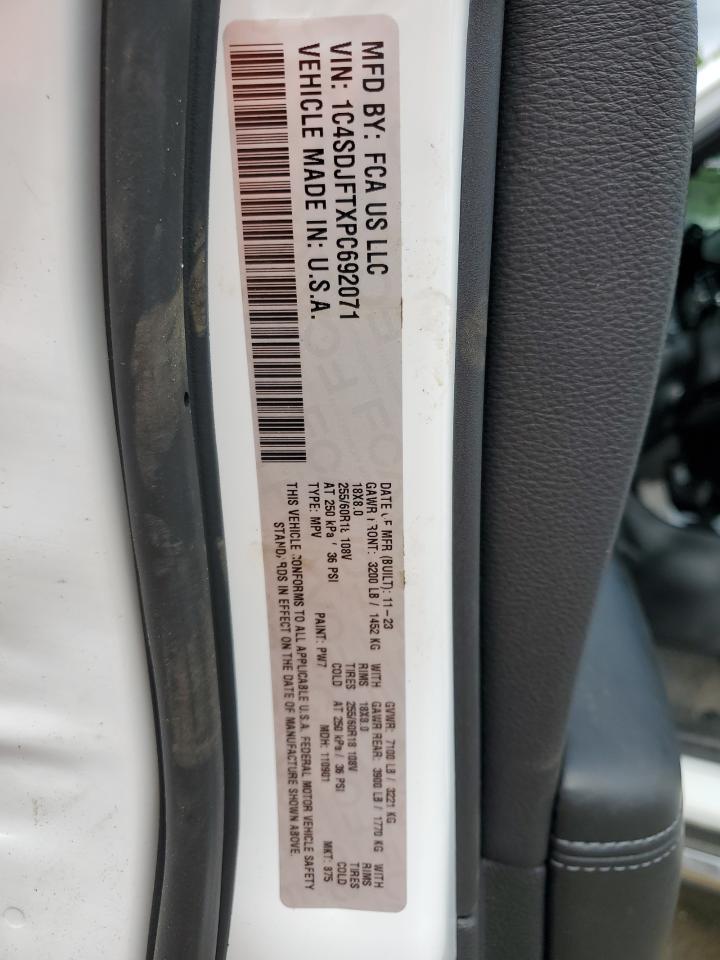 MFD BY: FCA US LLC
VIN: 1C4SDJFTXPC692071
VEHICLE MADE IN: U.S.A.
DATE OF MFR (BUILT): 11-23 GVWR: 7100 LB / 3221 KG
GAWR FRONT: 3200 LB / 1452 KG WITH GAWR REAR: 3900 LB / 1770 KG WITH
18X8.0 RIMS 18X8.0 RIMS
255/60R18 108V TIRES 255/60R18 108V TIRES
AT 250 kPa / 36 PSI COLD AT 250 kPa / 36 PSI COLD
TYPE: MPV PAINT: PW7 MDH: 110901 MKT: 875
THIS VEHICLE CONFORMS TO ALL APPLICABLE U.S.A. FEDERAL MOTOR VEHICLE SAFETY
STANDARDS IN EFFECT ON THE DATE OF MANUFACTURE SHOWN ABOVE.